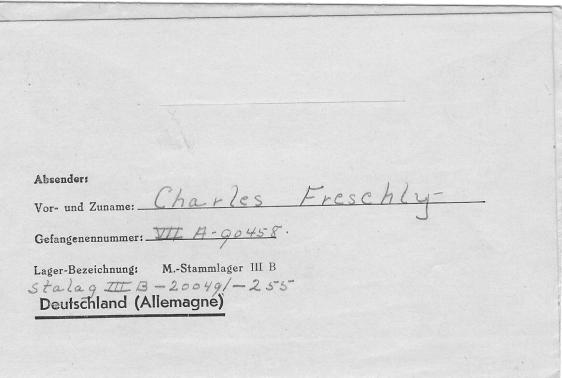 Absender:
Vor- und Zuname: Charles Freschly
Gefangenennummer: VII A-90458.
Lager-Bezeichnung: M.-Stammlager III B
Stalag III B -20049/-255
Deutschland (Allemagne)